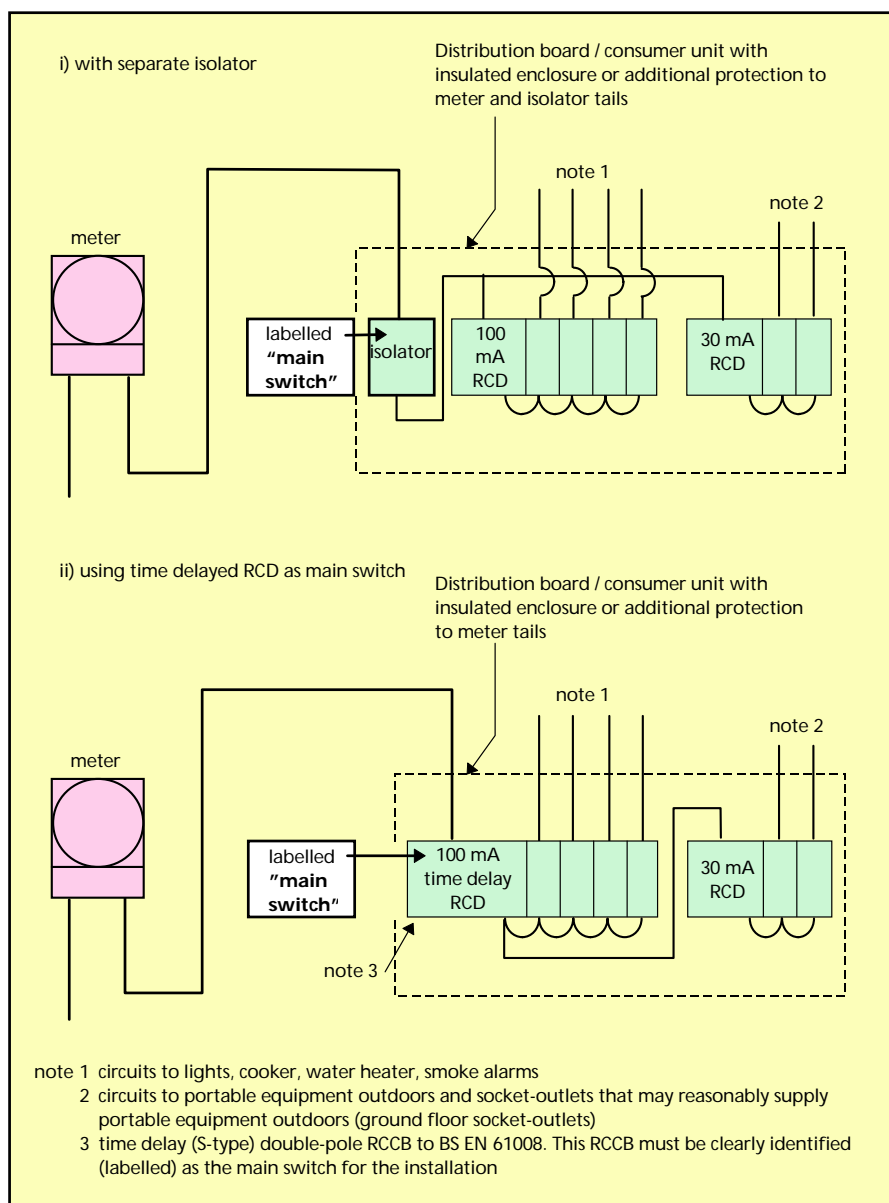 i) with separate isolator
Distribution board / consumer unit with
insulated enclosure or additional protection to
meter and isolator tails
note 1
note 2
meter
labelled
“main
switch”
isolator
100
mA
RCD
30 mA
RCD
ii) using time delayed RCD as main switch
Distribution board / consumer unit with
insulated enclosure or additional protection
to meter tails
note 1
note 2
meter
labelled
”main
switch”
100 mA
time delay
RCD
30 mA
RCD
note 3
note 1 circuits to lights, cooker, water heater, smoke alarms
2 circuits to portable equipment outdoors and socket-outlets that may reasonably supply
portable equipment outdoors (ground floor socket-outlets)
3 time delay (S-type) double-pole RCCB to BS EN 61008. This RCCB must be clearly identified
(labelled) as the main switch for the installation